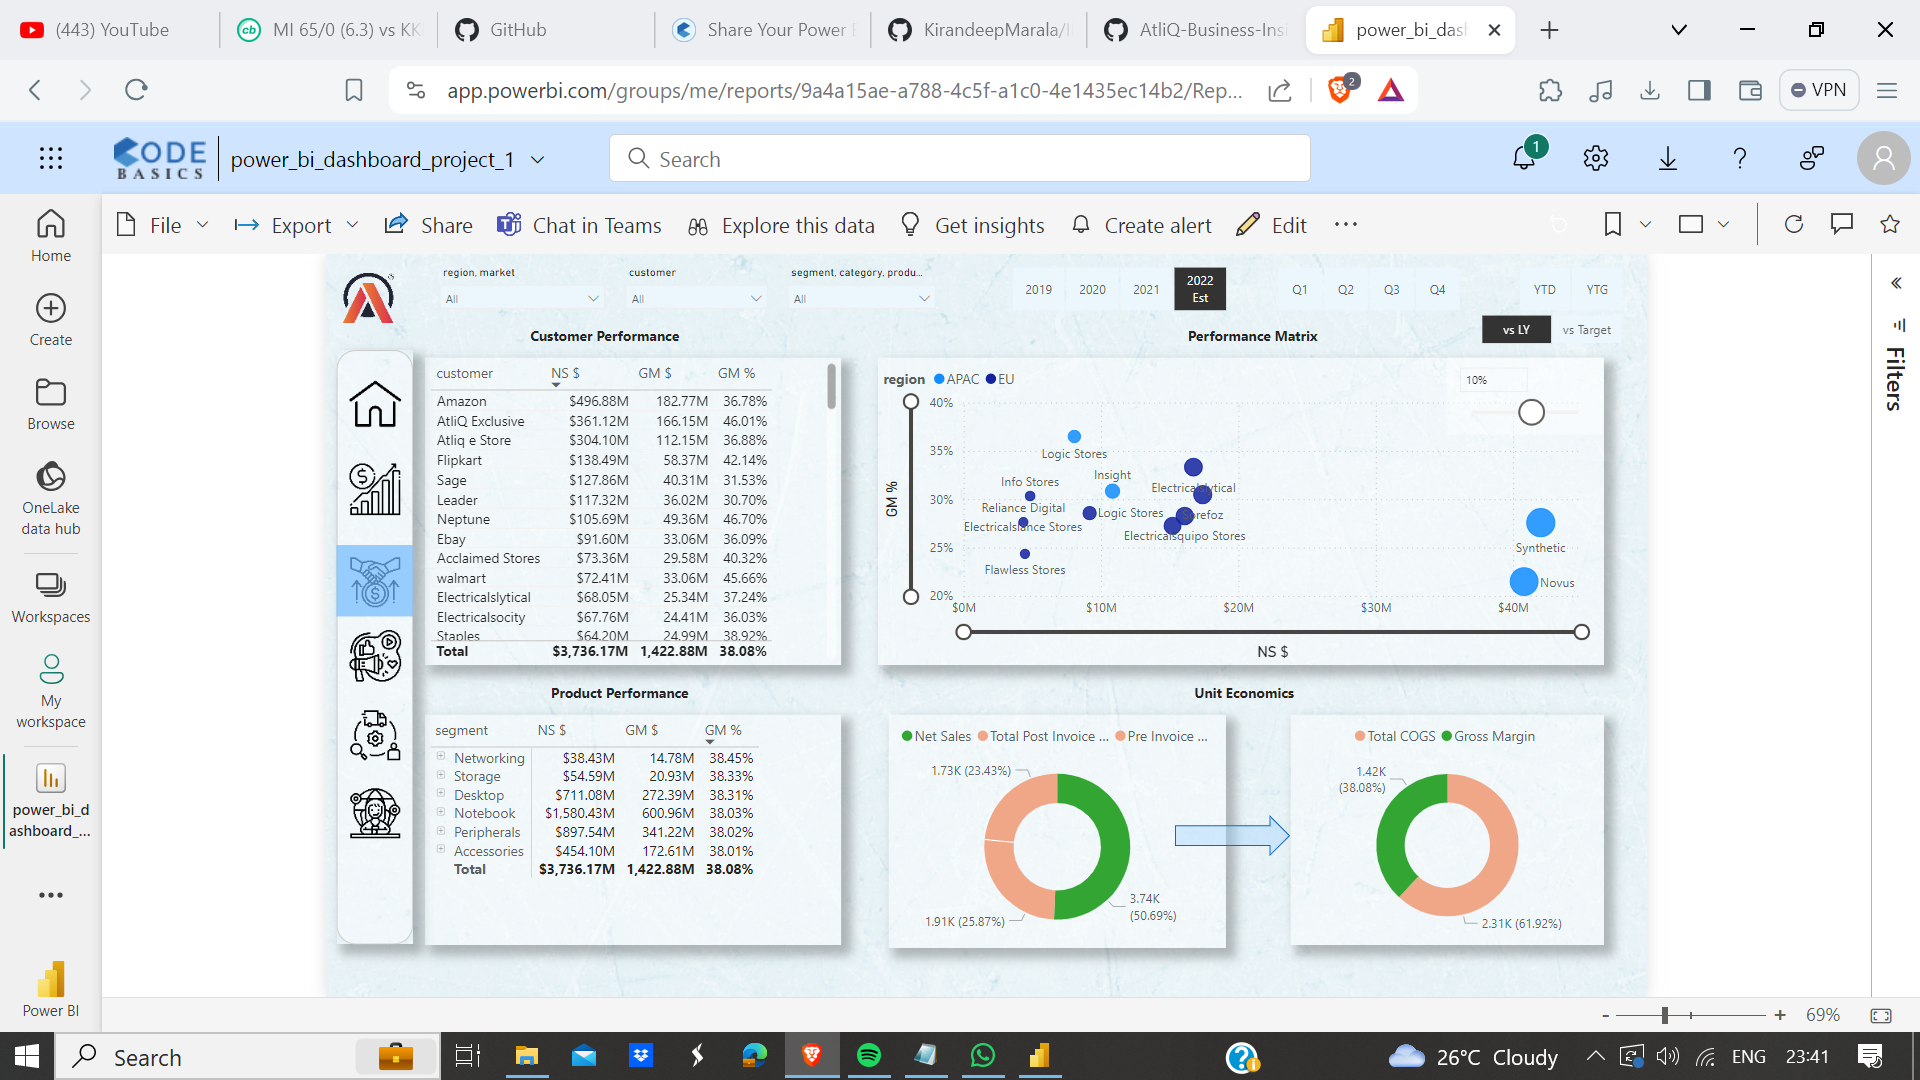 (443) YouTube
MI 65/0 (6.3) vs KK
GitHub
Share Your Power
KirandeepMarala/
AtliQ-Business-Insi
power_bi_dash
app.powerbi.com/groups/me/reports/9a4a15ae-a788-4c5f-a1c0-4e1435ec14b2/Rep...
2
VPN
CODE BASICS
power_bi_dashboard_project_1
Search
1
File
Export
Share
Chat in Teams
Explore this data
Get insights
Create alert
Edit
Home
Create
Browse
OneLake
data hub
Workspaces
My
workspace
power_bi_d
ashboard_...
Power BI
region, market
All
customer
All
segment, category, produ...
All
2019
2020
2021
2022
Est
Q1
Q2
Q3
Q4
YTD
YTG
vs LY
vs Target
Filters
Customer Performance
customer NS $ GM $ GM %
Amazon $496.88M 182.77M 36.78%
AtliQ Exclusive $361.12M 166.15M 46.01%
Atliq e Store $304.10M 112.15M 36.88%
Flipkart $138.49M 58.37M 42.14%
Sage $127.86M 40.31M 31.53%
Leader $117.32M 36.02M 30.70%
Neptune $105.69M 49.36M 46.70%
Ebay $91.60M 33.06M 36.09%
Acclaimed Stores $73.36M 29.58M 40.32%
walmart $72.41M 33.06M 45.66%
Electricalslytical $68.05M 25.34M 37.24%
Electricalsocity $67.76M 24.41M 36.03%
Staples $64.20M 24.99M 38.92%
Total $3,736.17M 1,422.88M 38.08%
Performance Matrix
region APAC EU
10%
GM %
40%
35%
30%
25%
20%
Logic Stores
Info Stores
Insight
Reliance Digital
Logic Stores
Flawless Stores
Synthetic
Novus
$0M $10M $20M $30M $40M
NS $
Product Performance
segment NS $ GM $ GM %
Networking $38.43M 14.78M 38.45%
Storage $54.59M 20.93M 38.33%
Desktop $711.08M 272.39M 38.31%
Notebook $1,580.43M 600.96M 38.03%
Peripherals $897.54M 341.22M 38.02%
Accessories $454.10M 172.61M 38.01%
Total $3,736.17M 1,422.88M 38.08%
Unit Economics
Net Sales Total Post Invoice ... Pre Invoice ...
1.73K (23.43%)
3.74K
(50.69%)
1.91K (25.87%)
Total COGS Gross Margin
1.42K
(38.08%)
2.31K (61.92%)
- + 69%
Search
26°C Cloudy
ENG
23:41